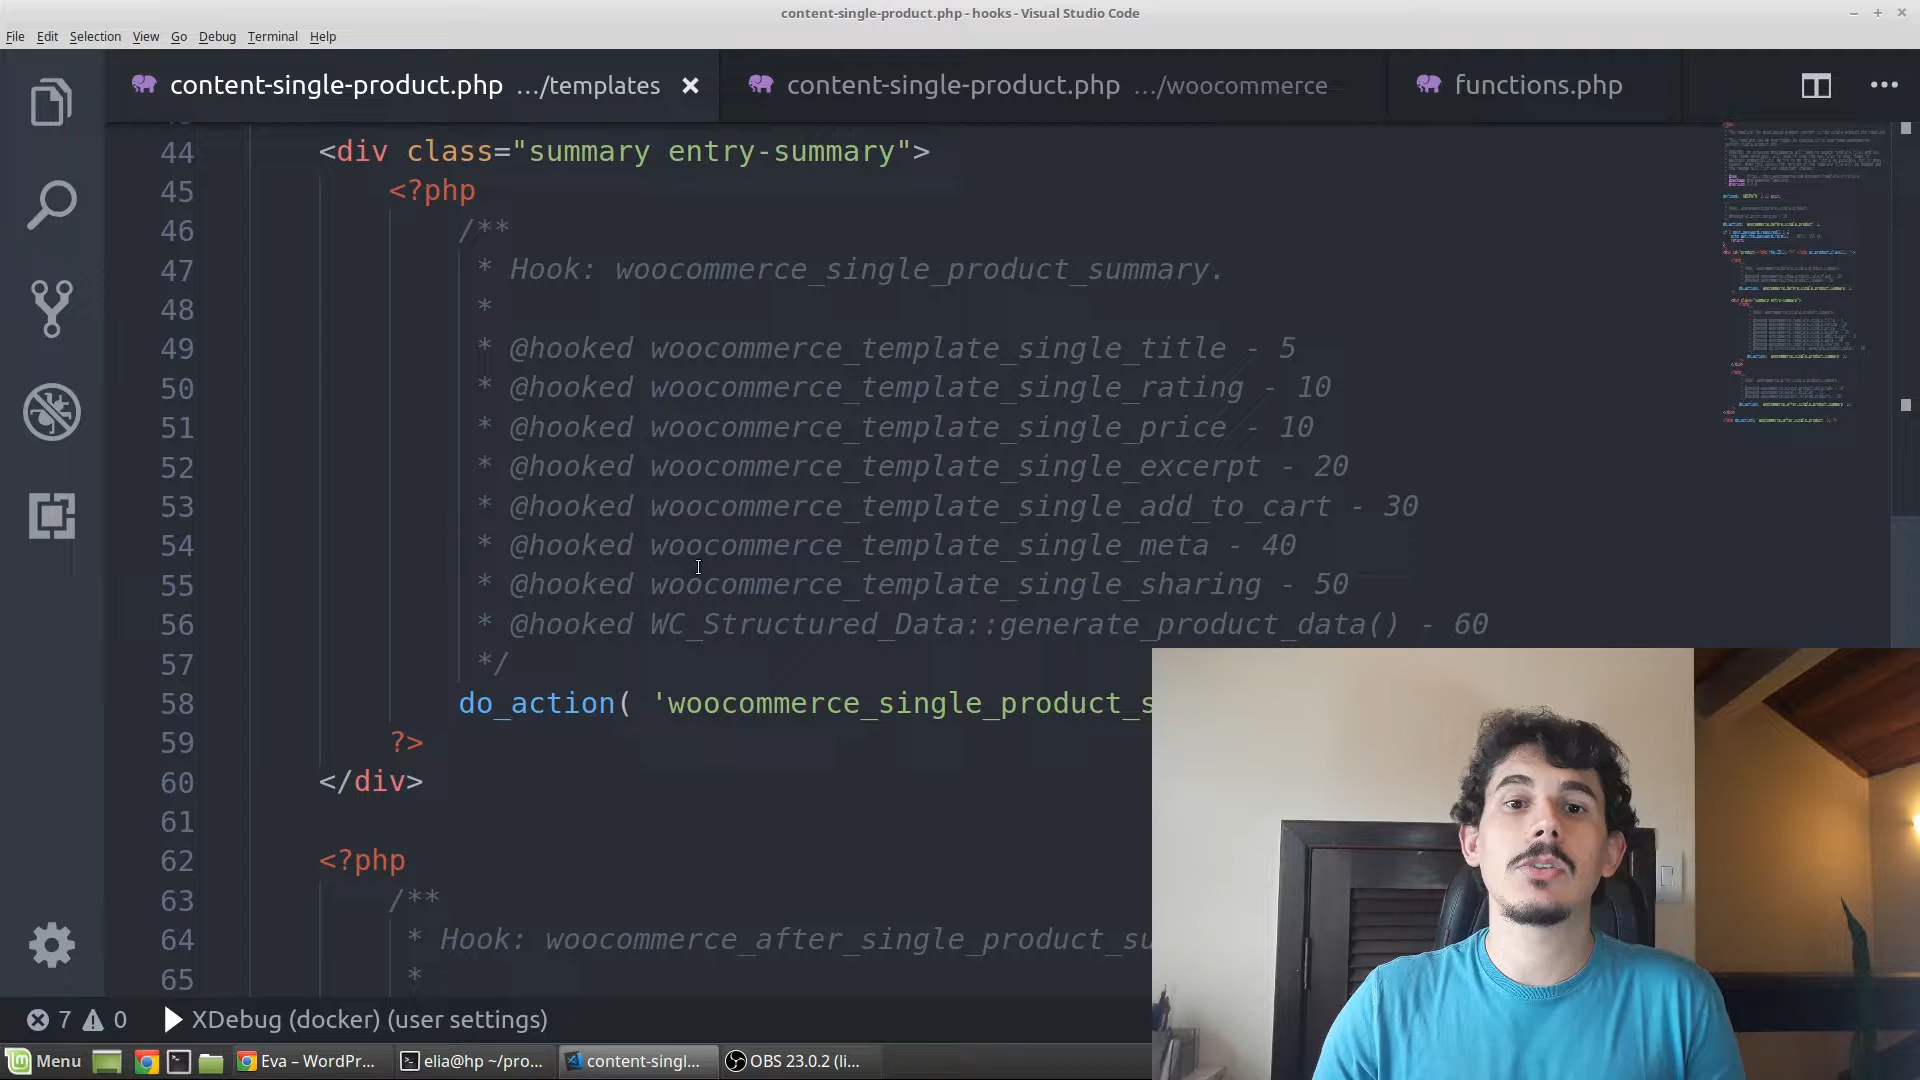 content-single-product.php - hooks - Visual Studio Code
File Edit Selection View Go Debug Terminal Help
content-single-product.php …/templates content-single-product.php …/woocommerce functions.php
44 <div class="summary entry-summary">
45 <?php
46 /**
47 * Hook: woocommerce_single_product_summary.
48 *
49 * @hooked woocommerce_template_single_title - 5
50 * @hooked woocommerce_template_single_rating - 10
51 * @hooked woocommerce_template_single_price - 10
52 * @hooked woocommerce_template_single_excerpt - 20
53 * @hooked woocommerce_template_single_add_to_cart - 30
54 * @hooked woocommerce_template_single_meta - 40
55 * @hooked woocommerce_template_single_sharing - 50
56 * @hooked WC_Structured_Data::generate_product_data() - 60
57 */
58 do_action( 'woocommerce_single_product_s
59 ?>
60 </div>
61
62 <?php
63 /**
64 * Hook: woocommerce_after_single_product_su
65 *
7 0 XDebug (docker) (user settings)
Menu Eva – WordPr... elia@hp ~/pro... content-singl... OBS 23.0.2 (li...